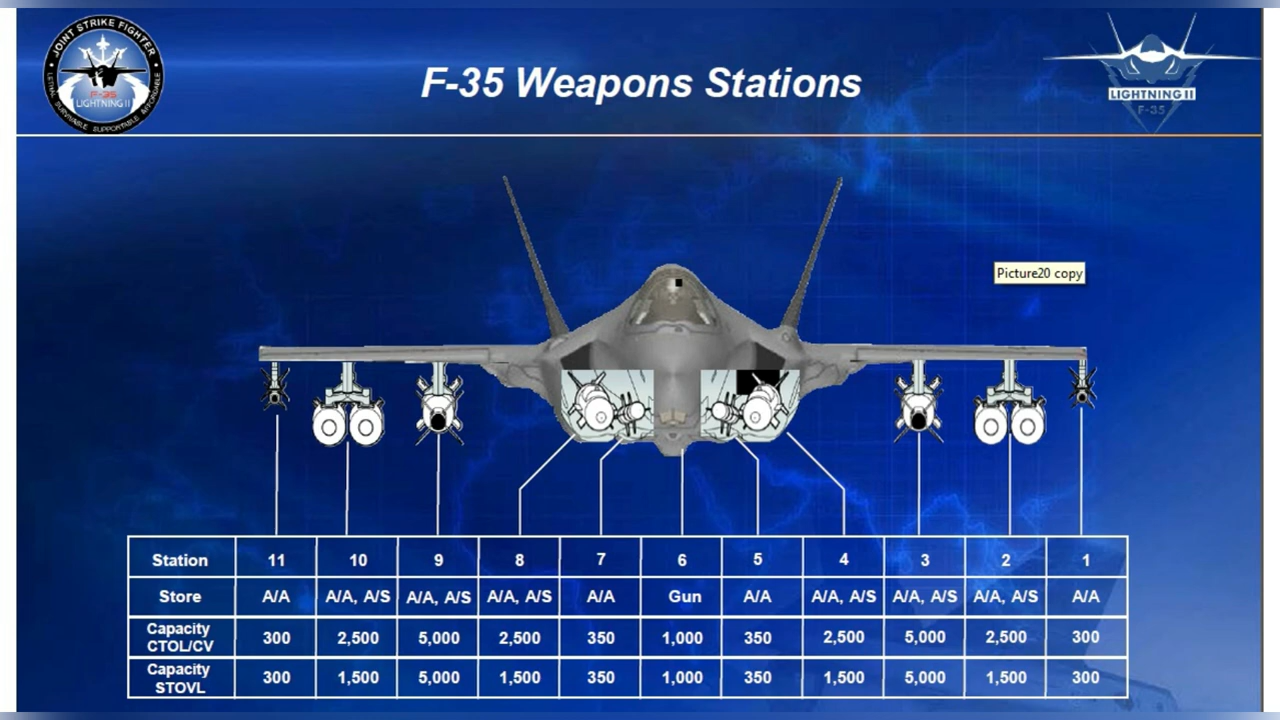 JOINT STRIKE FIGHTER
F-35
LIGHTNING II
LETHAL SURVIVABLE SUPPORTABLE AFFORDABLE
F-35 Weapons Stations
LIGHTNING II
F-35
Picture20 copy
Station 11 10 9 8 7 6 5 4 3 2 1
Store A/A A/A, A/S A/A, A/S A/A, A/S A/A Gun A/A A/A, A/S A/A, A/S A/A, A/S A/A
Capacity
CTOL/CV 300 2,500 5,000 2,500 350 1,000 350 2,500 5,000 2,500 300
Capacity
STOVL 300 1,500 5,000 1,500 350 1,000 350 1,500 5,000 1,500 300